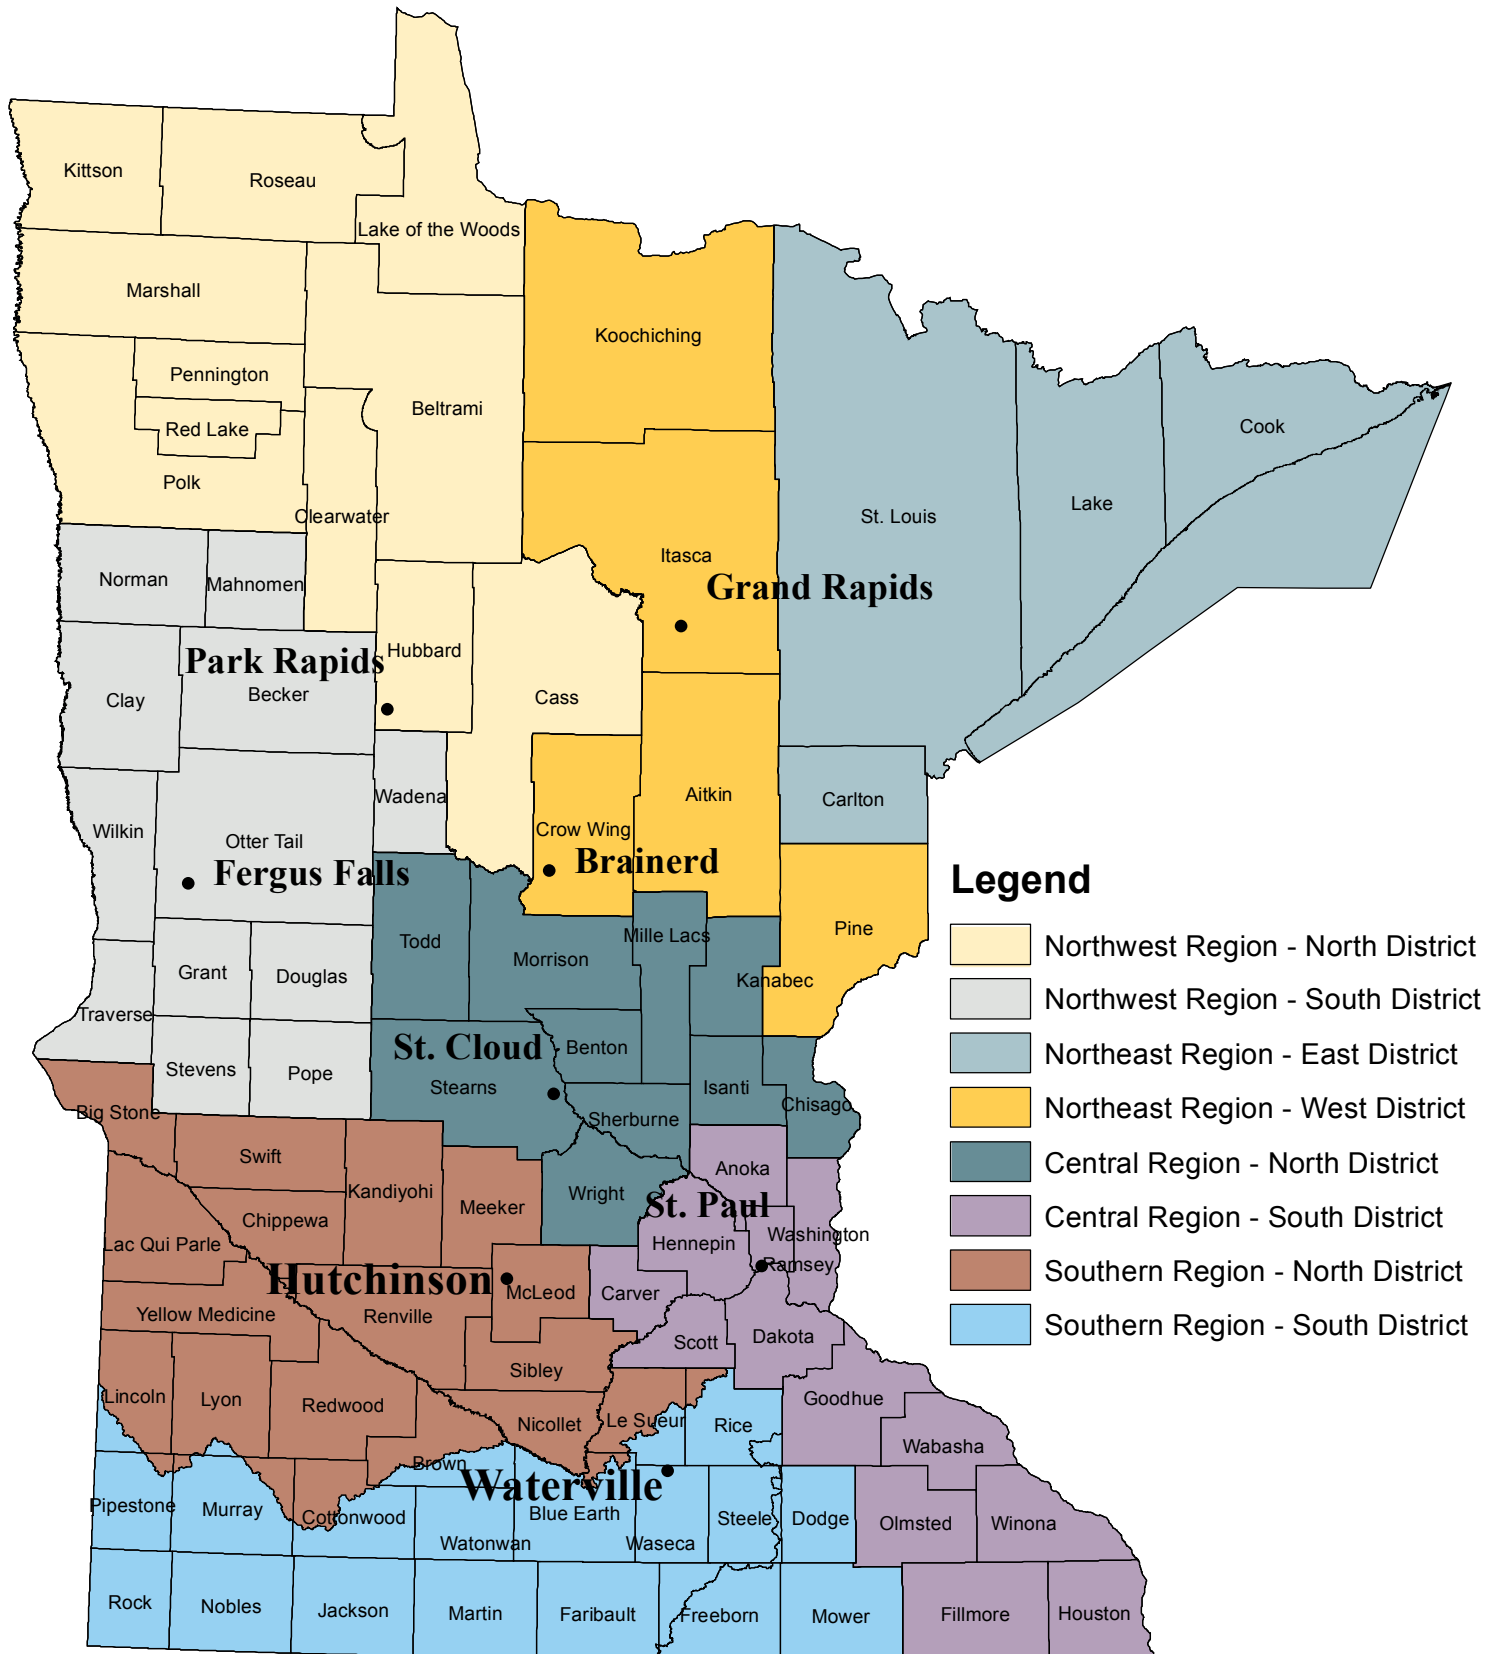 Kittson
Roseau
Lake of the Woods
Marshall
Koochiching
Pennington
Beltrami
Red Lake
Cook
Polk
Lake
Clearwater
St. Louis
Itasca
Norman
Mahnomen
Grand Rapids
Hubbard
Park Rapids
Becker
Clay
Cass
Wadena
Aitkin
Carlton
Wilkin
Crow Wing
Otter Tail
Brainerd
Fergus Falls
Legend
Pine
Mille Lacs
Todd
Northwest Region - North District
Morrison
Grant
Douglas
Kanabec
Northwest Region - South District
Traverse
St. Cloud
Benton
Northeast Region - East District
Stevens
Pope
Stearns
Isanti
Chisago
Northeast Region - West District
Big Stone
Sherburne
Swift
Anoka
Central Region - North District
Kandiyohi
Wright
St. Paul
Meeker
Chippewa
Central Region - South District
Washington
Lac Qui Parle
Hennepin
Ramsey
Southern Region - North District
Hutchinson
McLeod
Carver
Yellow Medicine
Renville
Southern Region - South District
Dakota
Scott
Sibley
Lincoln
Lyon
Redwood
Goodhue
Nicollet
Le Sueur
Rice
Wabasha
Brown
Waterville
Pipestone
Murray
Cottonwood
Blue Earth
Steele
Dodge
Olmsted
Winona
Watonwan
Waseca
Rock
Nobles
Jackson
Martin
Faribault
Freeborn
Mower
Fillmore
Houston